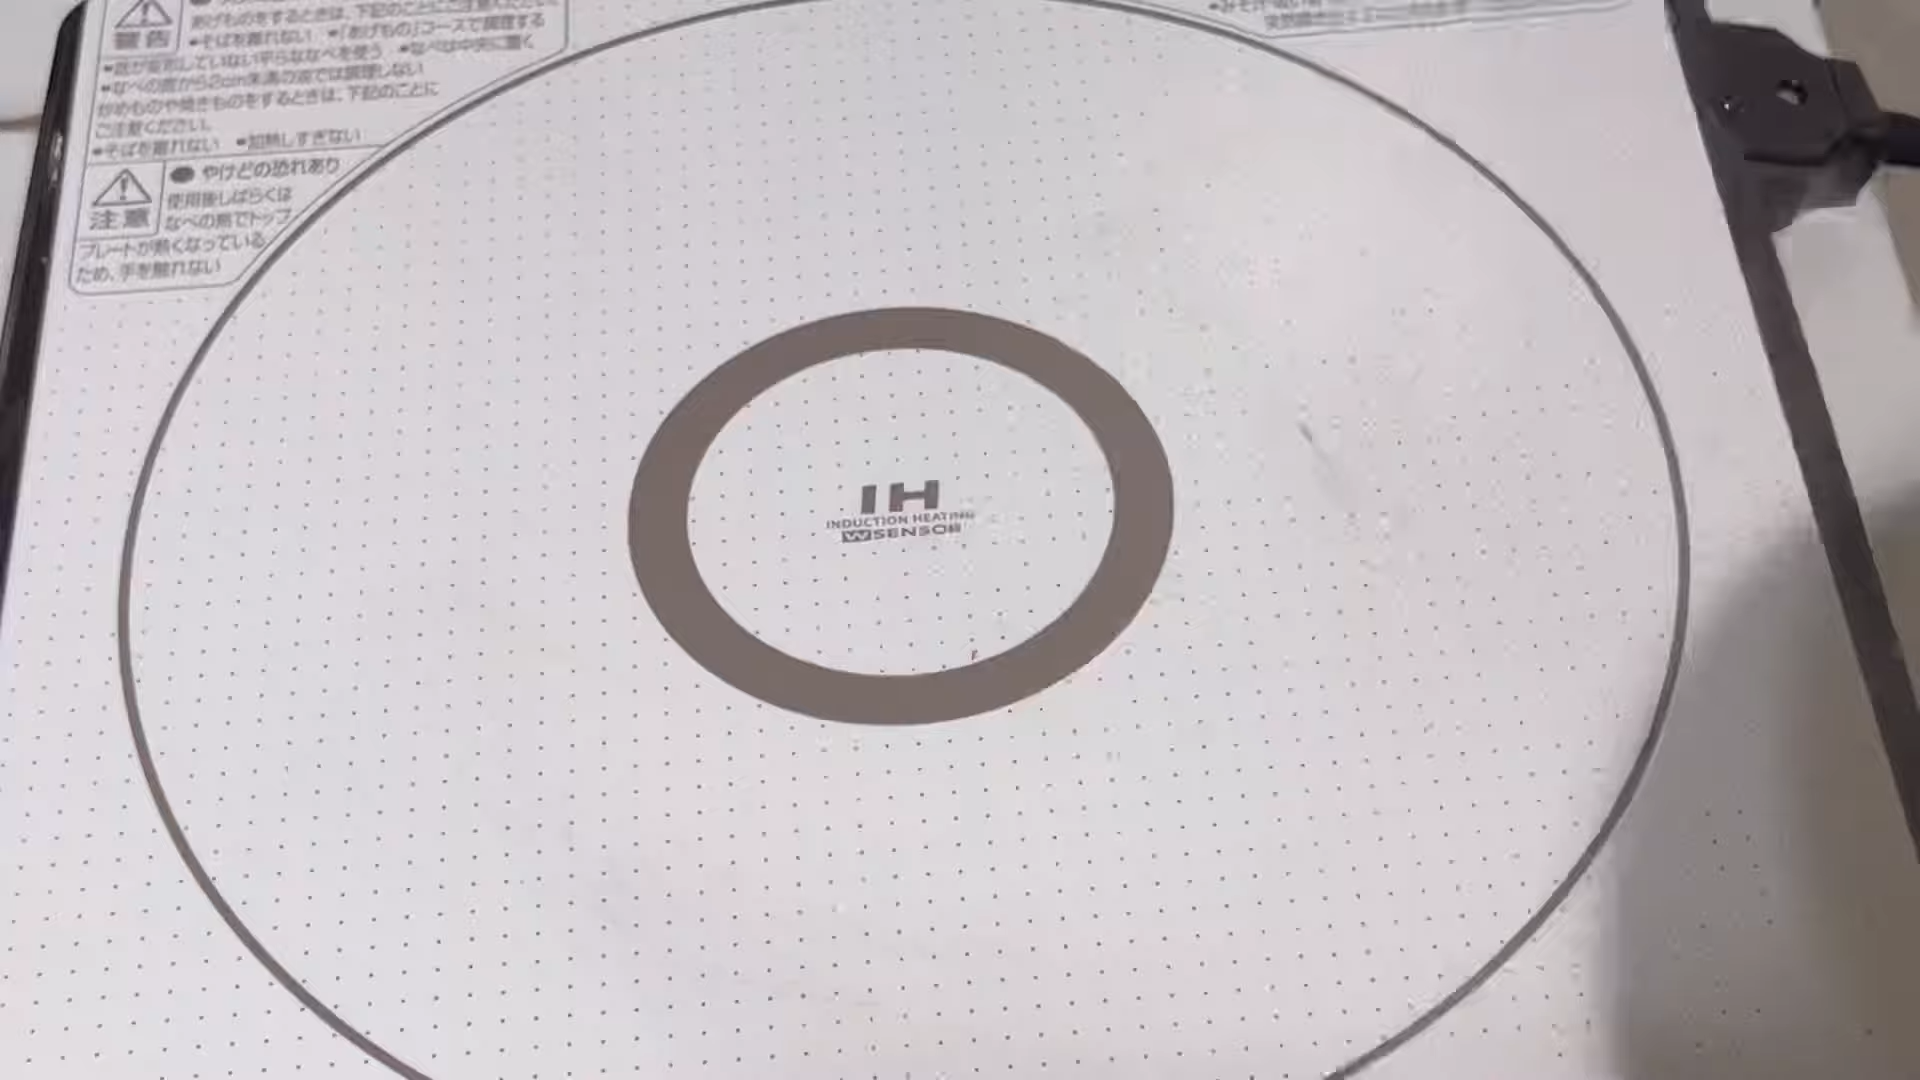 警告
あげものをするときは、下記のことにご注意ください。
●そばを離れない ●「あげもの」コースで調理する
●底が変形していない平らななべを使う ●なべは中央に置く
●なべの底から2cm未満の油では調理しない
炒めものや焼きものをするときは、下記のことに
ご注意ください。
●そばを離れない ●加熱しすぎない
注意
●やけどの恐れあり
使用後しばらくは
なべの熱でトップ
プレートが熱くなっている
ため、手を触れない
IH
INDUCTION HEATING
W SENSOR